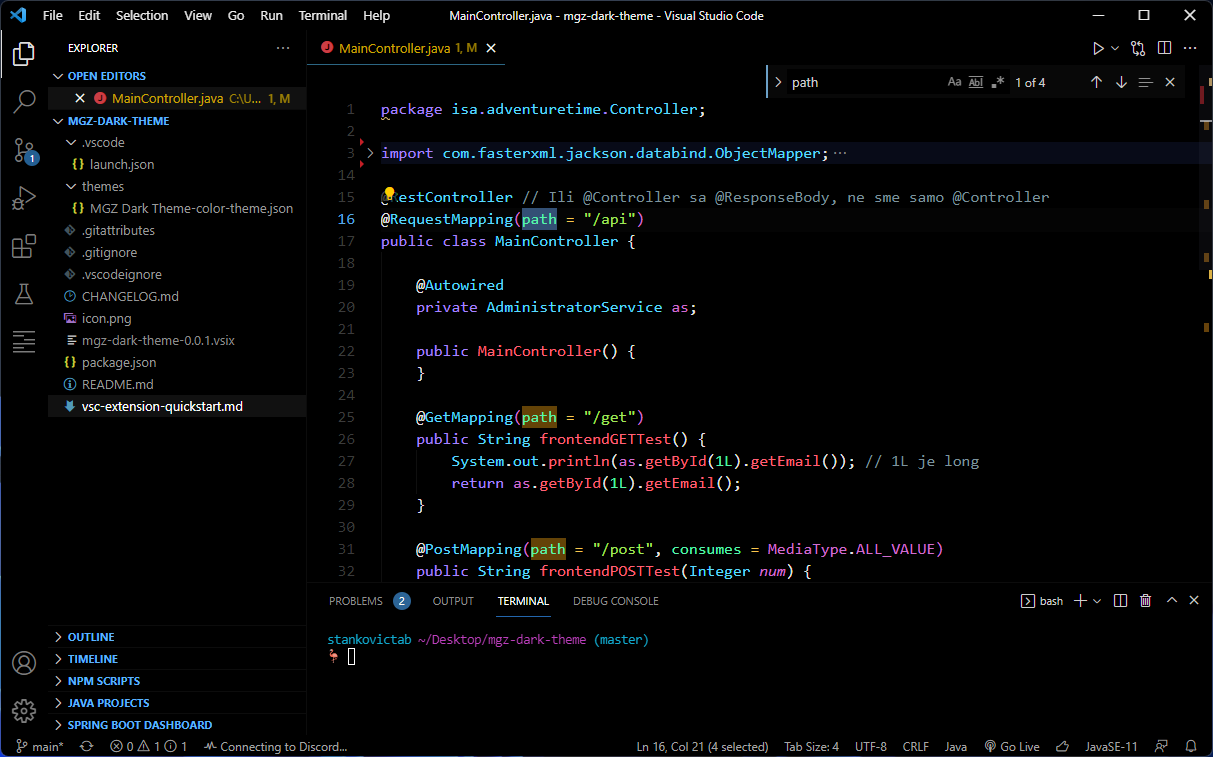 File Edit Selection View Go Run Terminal Help MainController.java - mgz-dark-theme - Visual Studio Code
EXPLORER
OPEN EDITORS
MainController.java C:\U... 1, M
MGZ-DARK-THEME
.vscode
launch.json
themes
MGZ Dark Theme-color-theme.json
.gitattributes
.gitignore
.vscodeignore
CHANGELOG.md
icon.png
mgz-dark-theme-0.0.1.vsix
package.json
README.md
vsc-extension-quickstart.md
OUTLINE
TIMELINE
NPM SCRIPTS
JAVA PROJECTS
SPRING BOOT DASHBOARD
1
MainController.java 1, M
path Aa Abl .* 1 of 4
1 package isa.adventuretime.Controller;
2
3 import com.fasterxml.jackson.databind.ObjectMapper; ...
14
15 @RestController // Ili @Controller sa @ResponseBody, ne sme samo @Controller
16 @RequestMapping(path = "/api")
17 public class MainController {
18
19 @Autowired
20 private AdministratorService as;
21
22 public MainController() {
23 }
24
25 @GetMapping(path = "/get")
26 public String frontendGETTest() {
27 System.out.println(as.getById(1L).getEmail()); // 1L je long
28 return as.getById(1L).getEmail();
29 }
30
31 @PostMapping(path = "/post", consumes = MediaType.ALL_VALUE)
32 public String frontendPOSTTest(Integer num) {
PROBLEMS 2 OUTPUT TERMINAL DEBUG CONSOLE bash
stankovictab ~/Desktop/mgz-dark-theme (master)
main* 0 1 1 Connecting to Discord... Ln 16, Col 21 (4 selected) Tab Size: 4 UTF-8 CRLF Java Go Live JavaSE-11